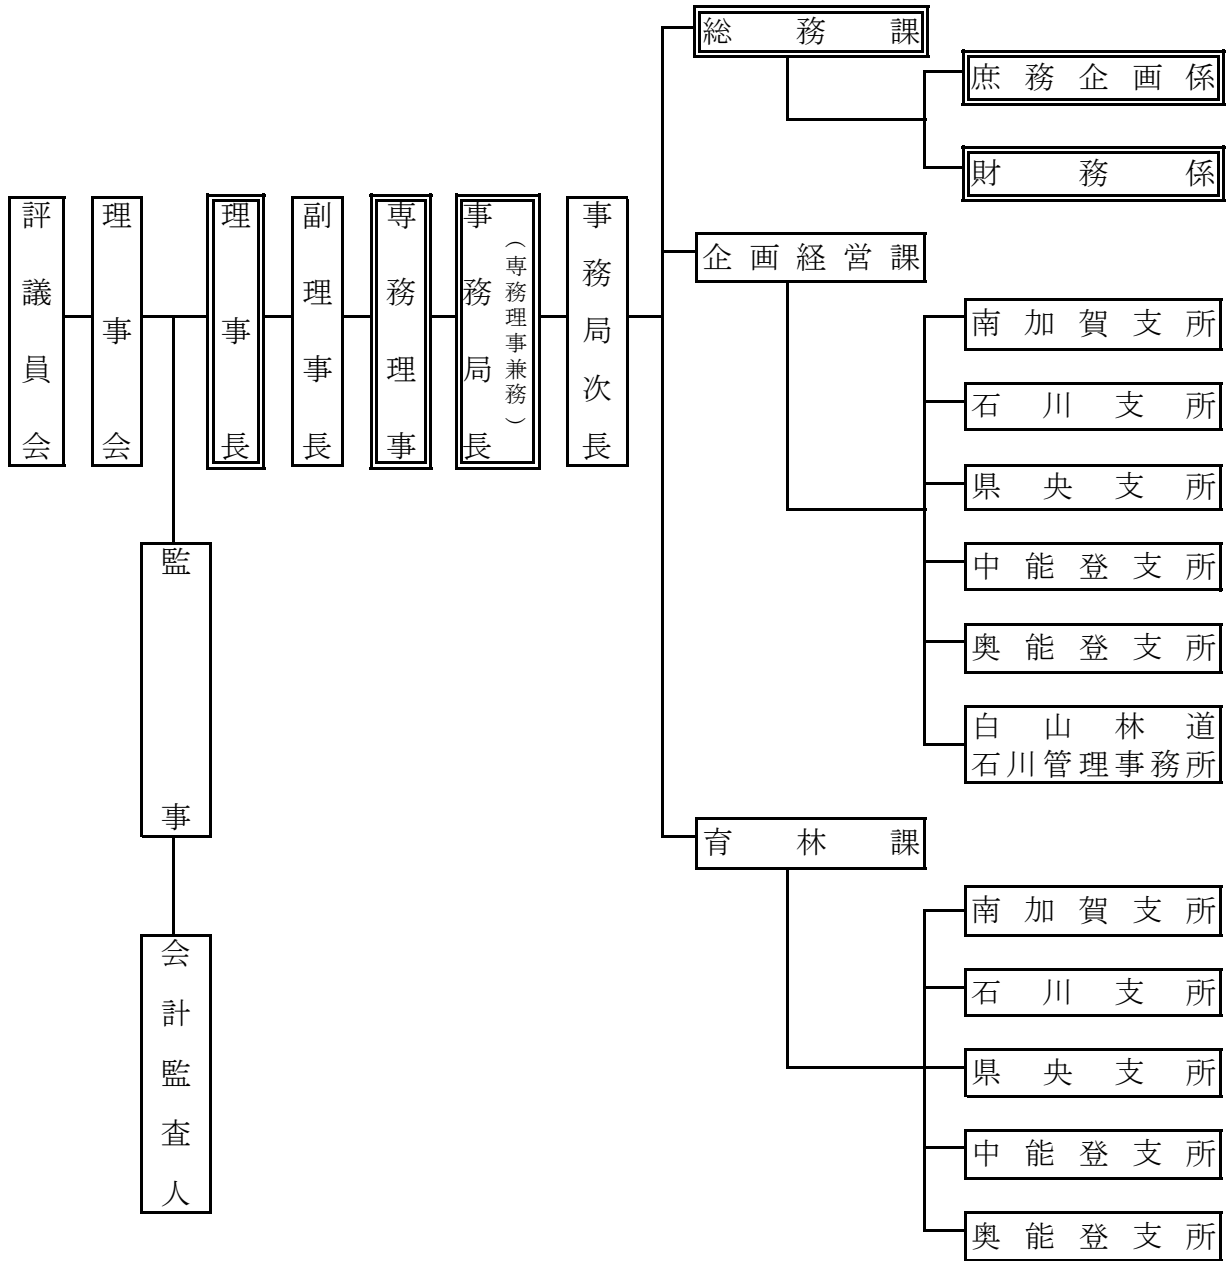 評議員会
理事会
理事長
副理事長
専務理事
事務局長
（専務理事兼務）
事務局次長
監事
会計監査人
総務課
庶務企画係
財務係
企画経営課
南加賀支所
石川支所
県央支所
中能登支所
奥能登支所
白山林道
石川管理事務所
育林課
南加賀支所
石川支所
県央支所
中能登支所
奥能登支所